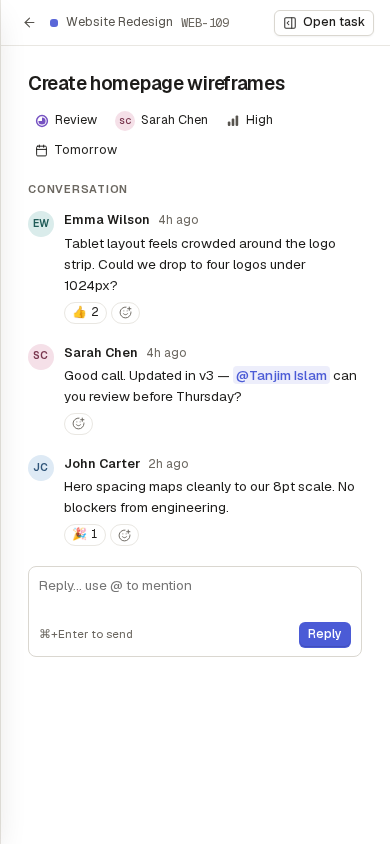 Website Redesign WEB-109 Open task
Create homepage wireframes
Review SC Sarah Chen High
Tomorrow
CONVERSATION
EW Emma Wilson 4h ago
Tablet layout feels crowded around the logo
strip. Could we drop to four logos under
1024px?
👍 2
SC Sarah Chen 4h ago
Good call. Updated in v3 — @Tanjim Islam can
you review before Thursday?
JC John Carter 2h ago
Hero spacing maps cleanly to our 8pt scale. No
blockers from engineering.
🎉 1
Reply... use @ to mention
⌘+Enter to send Reply